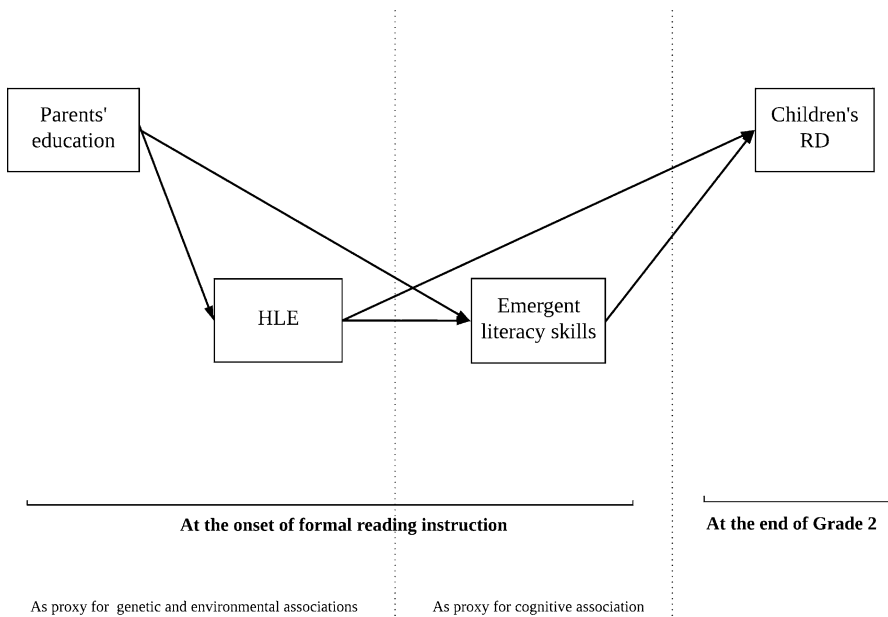 Parents'
education
Children's
RD
HLE
Emergent
literacy skills
At the onset of formal reading instruction
At the end of Grade 2
As proxy for genetic and environmental associations
As proxy for cognitive association